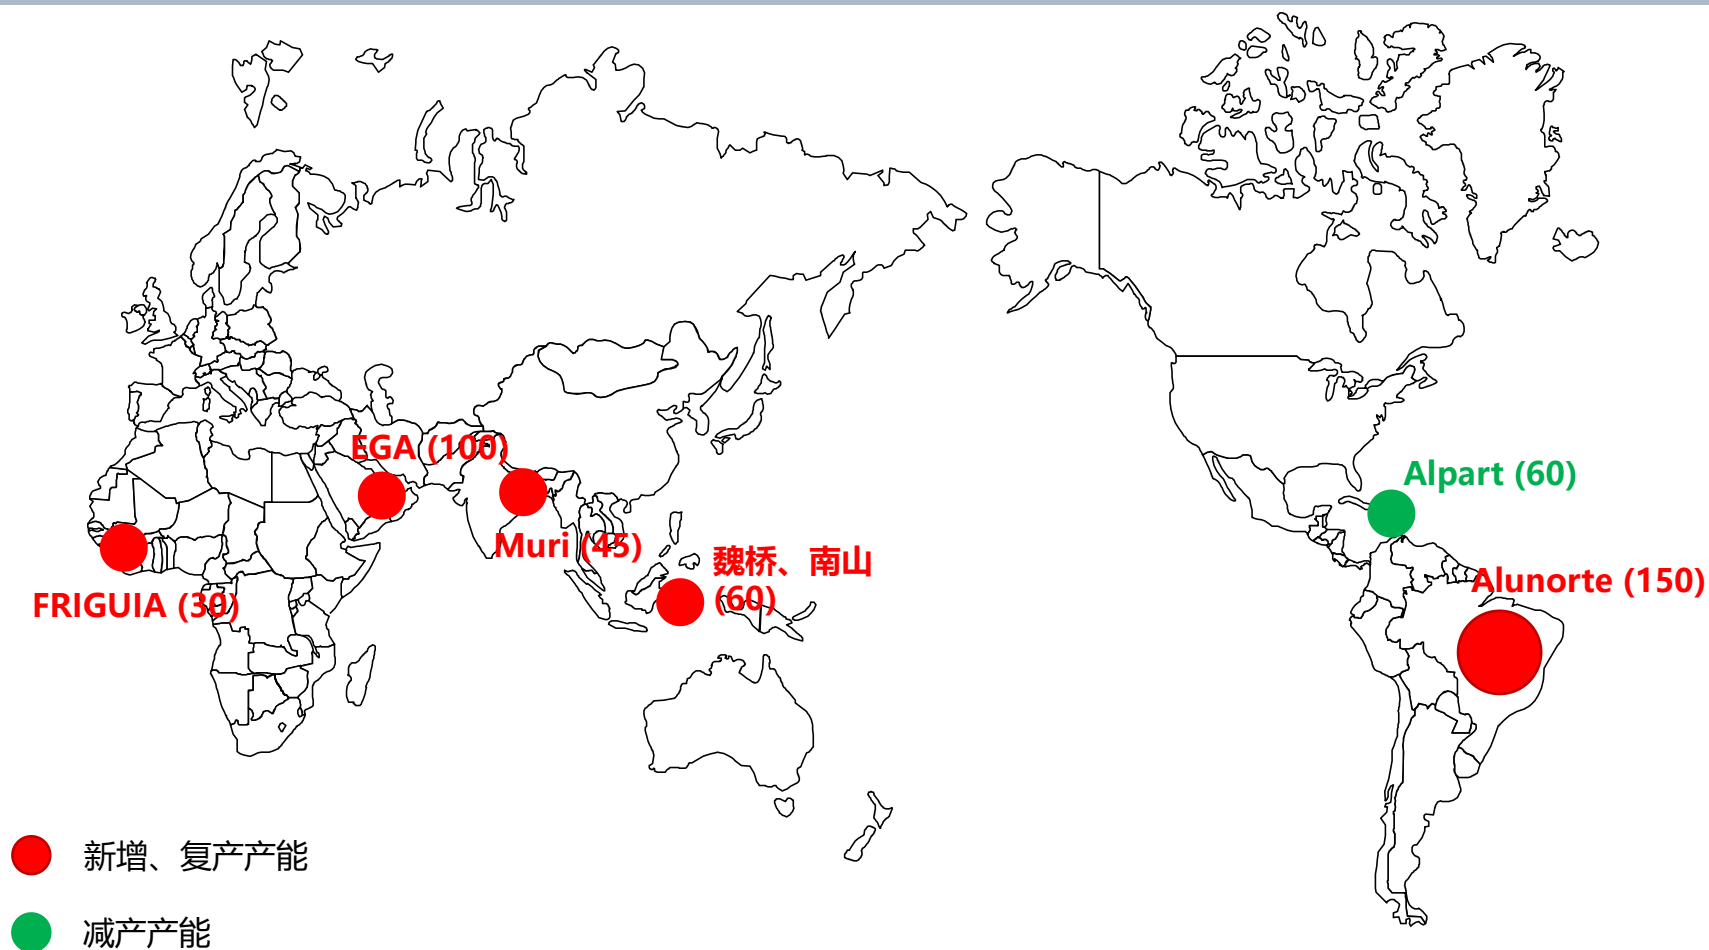 EGA (100)
Alpart (60)
Muri (45)
魏桥、南山
(60)
Alunorte (150)
FRIGUIA (30)
新增、复产产能
减产产能